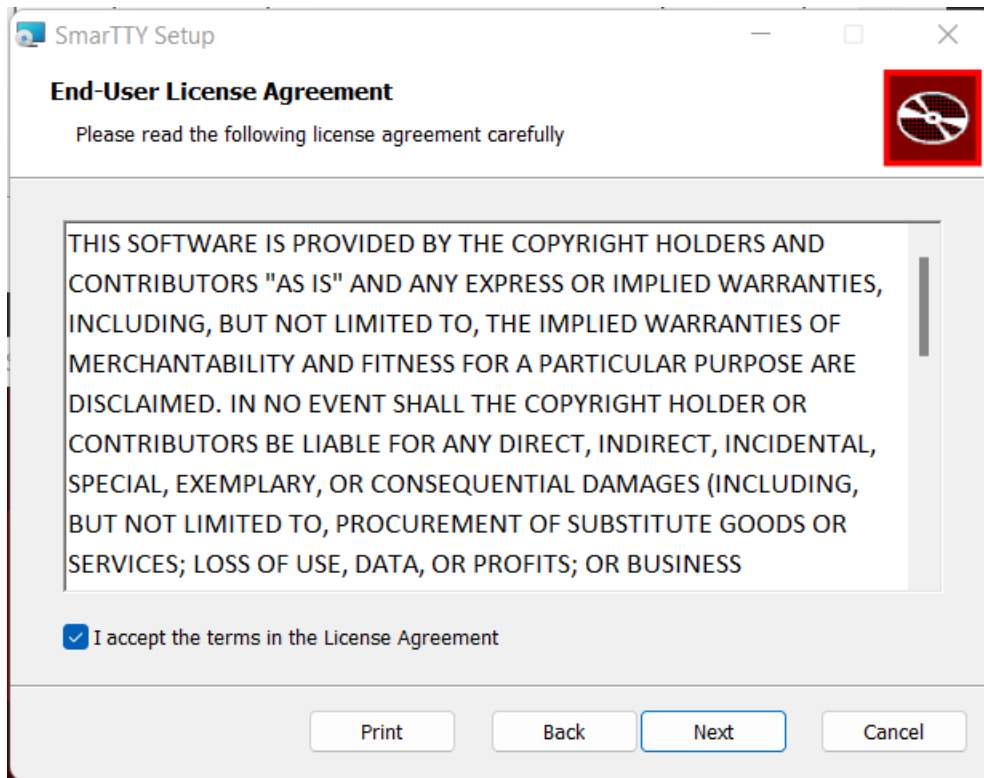 SmarTTY Setup
End-User License Agreement
Please read the following license agreement carefully
THIS SOFTWARE IS PROVIDED BY THE COPYRIGHT HOLDERS AND
CONTRIBUTORS "AS IS" AND ANY EXPRESS OR IMPLIED WARRANTIES,
INCLUDING, BUT NOT LIMITED TO, THE IMPLIED WARRANTIES OF
MERCHANTABILITY AND FITNESS FOR A PARTICULAR PURPOSE ARE
DISCLAIMED. IN NO EVENT SHALL THE COPYRIGHT HOLDER OR
CONTRIBUTORS BE LIABLE FOR ANY DIRECT, INDIRECT, INCIDENTAL,
SPECIAL, EXEMPLARY, OR CONSEQUENTIAL DAMAGES (INCLUDING,
BUT NOT LIMITED TO, PROCUREMENT OF SUBSTITUTE GOODS OR
SERVICES; LOSS OF USE, DATA, OR PROFITS; OR BUSINESS
I accept the terms in the License Agreement
Print Back Next Cancel